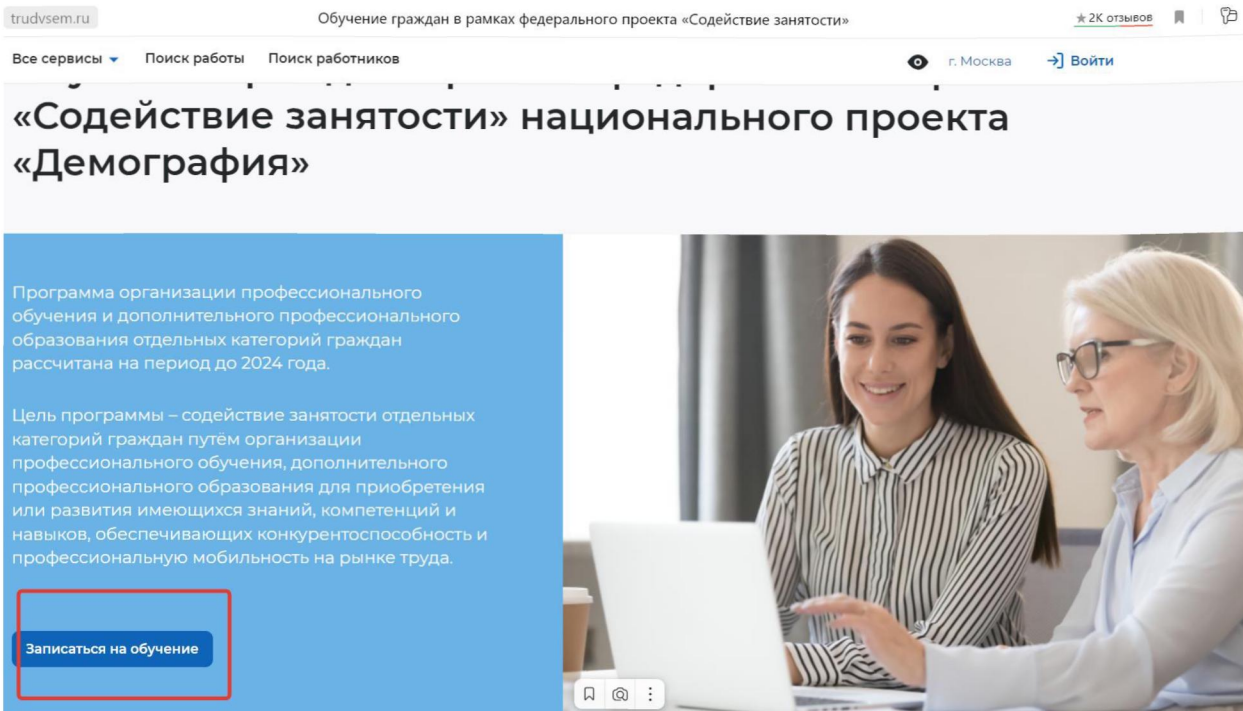 trudvsem.ru
Обучение граждан в рамках федерального проекта «Содействие занятости»
★ 2K отзывов
Все сервисы
Поиск работы
Поиск работников
г. Москва
Войти
«Содействие занятости» национального проекта
«Демография»
Программа организации профессионального
обучения и дополнительного профессионального
образования отдельных категорий граждан
рассчитана на период до 2024 года.
Цель программы – содействие занятости отдельных
категорий граждан путём организации
профессионального обучения, дополнительного
профессионального образования для приобретения
или развития имеющихся знаний, компетенций и
навыков, обеспечивающих конкурентоспособность и
профессиональную мобильность на рынке труда.
Записаться на обучение